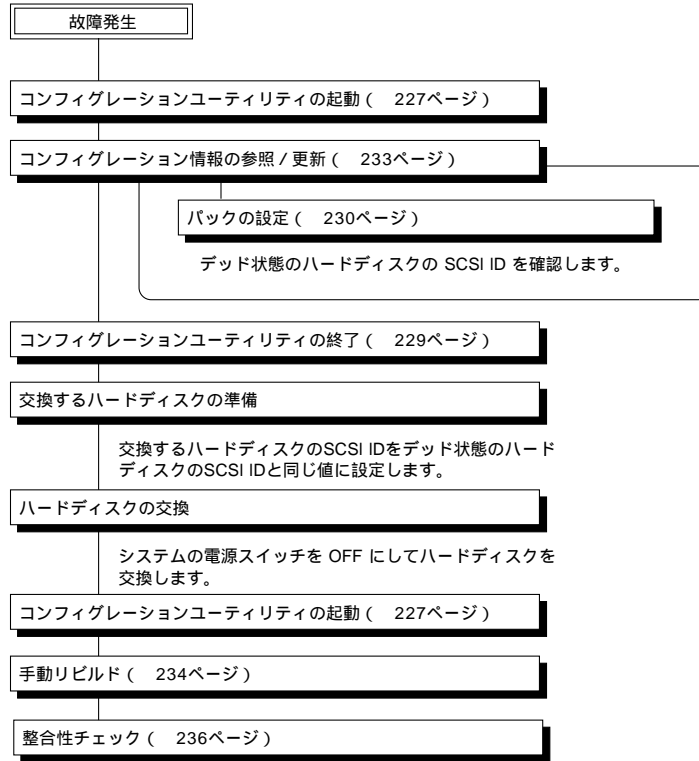 故障発生
コンフィグレーションユーティリティの起動(　227ページ)
コンフィグレーション情報の参照/更新(　233ページ)
パックの設定(　230ページ)
デッド状態のハードディスクの SCSI ID を確認します。
コンフィグレーションユーティリティの終了(　229ページ)
交換するハードディスクの準備
交換するハードディスクのSCSI IDをデッド状態のハード
ディスクのSCSI IDと同じ値に設定します。
ハードディスクの交換
システムの電源スイッチを OFF にしてハードディスクを
交換します。
コンフィグレーションユーティリティの起動(　227ページ)
手動リビルド(　234ページ)
整合性チェック(　236ページ)